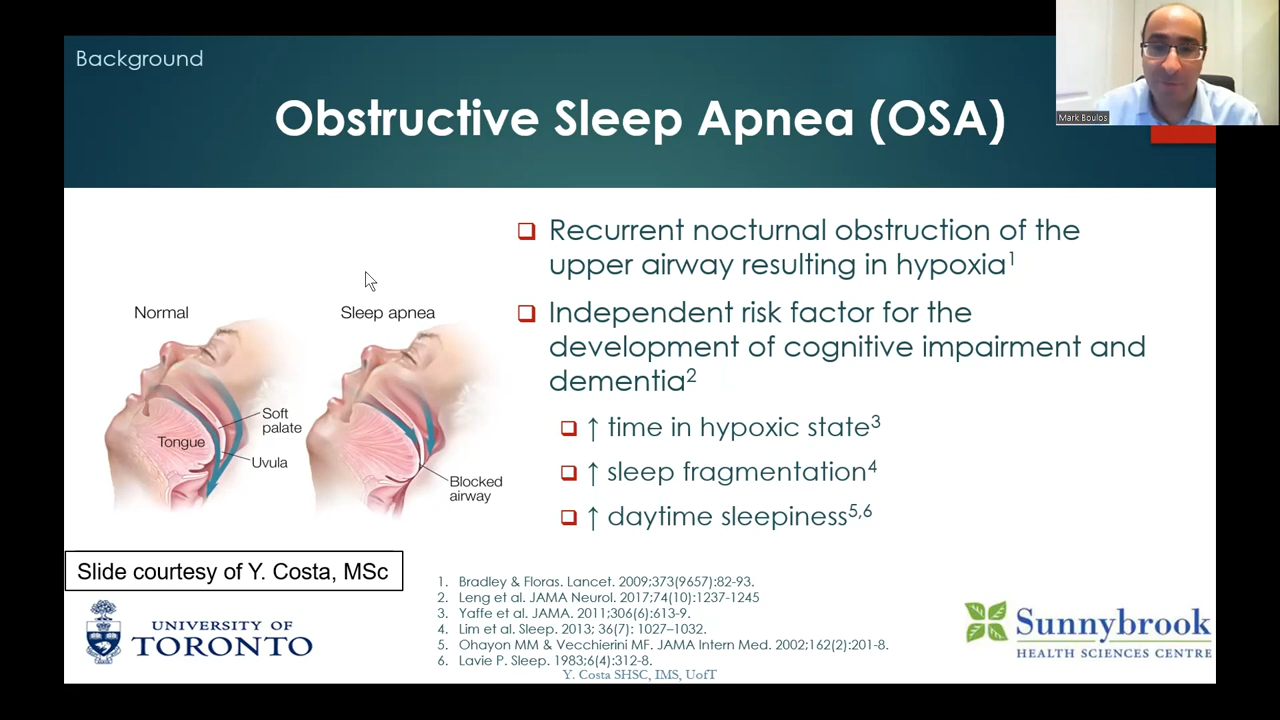 Background
Obstructive Sleep Apnea (OSA)
Mark Boulos
❑ Recurrent nocturnal obstruction of the
upper airway resulting in hypoxia¹
❑ Independent risk factor for the
development of cognitive impairment and
dementia²
❑ ↑ time in hypoxic state³
❑ ↑ sleep fragmentation⁴
❑ ↑ daytime sleepiness⁵,⁶
Normal
Sleep apnea
Soft
palate
Tongue
Uvula
Blocked
airway
Slide courtesy of Y. Costa, MSc
1. Bradley & Floras. Lancet. 2009;373(9657):82-93.
2. Leng et al. JAMA Neurol. 2017;74(10):1237-1245
3. Yaffe et al. JAMA. 2011;306(6):613-9.
4. Lim et al. Sleep. 2013; 36(7): 1027–1032.
5. Ohayon MM & Vecchierini MF. JAMA Intern Med. 2002;162(2):201-8.
6. Lavie P. Sleep. 1983;6(4):312-8.
Y. Costa SHSC, IMS, UofT
UNIVERSITY OF
TORONTO
Sunnybrook
HEALTH SCIENCES CENTRE